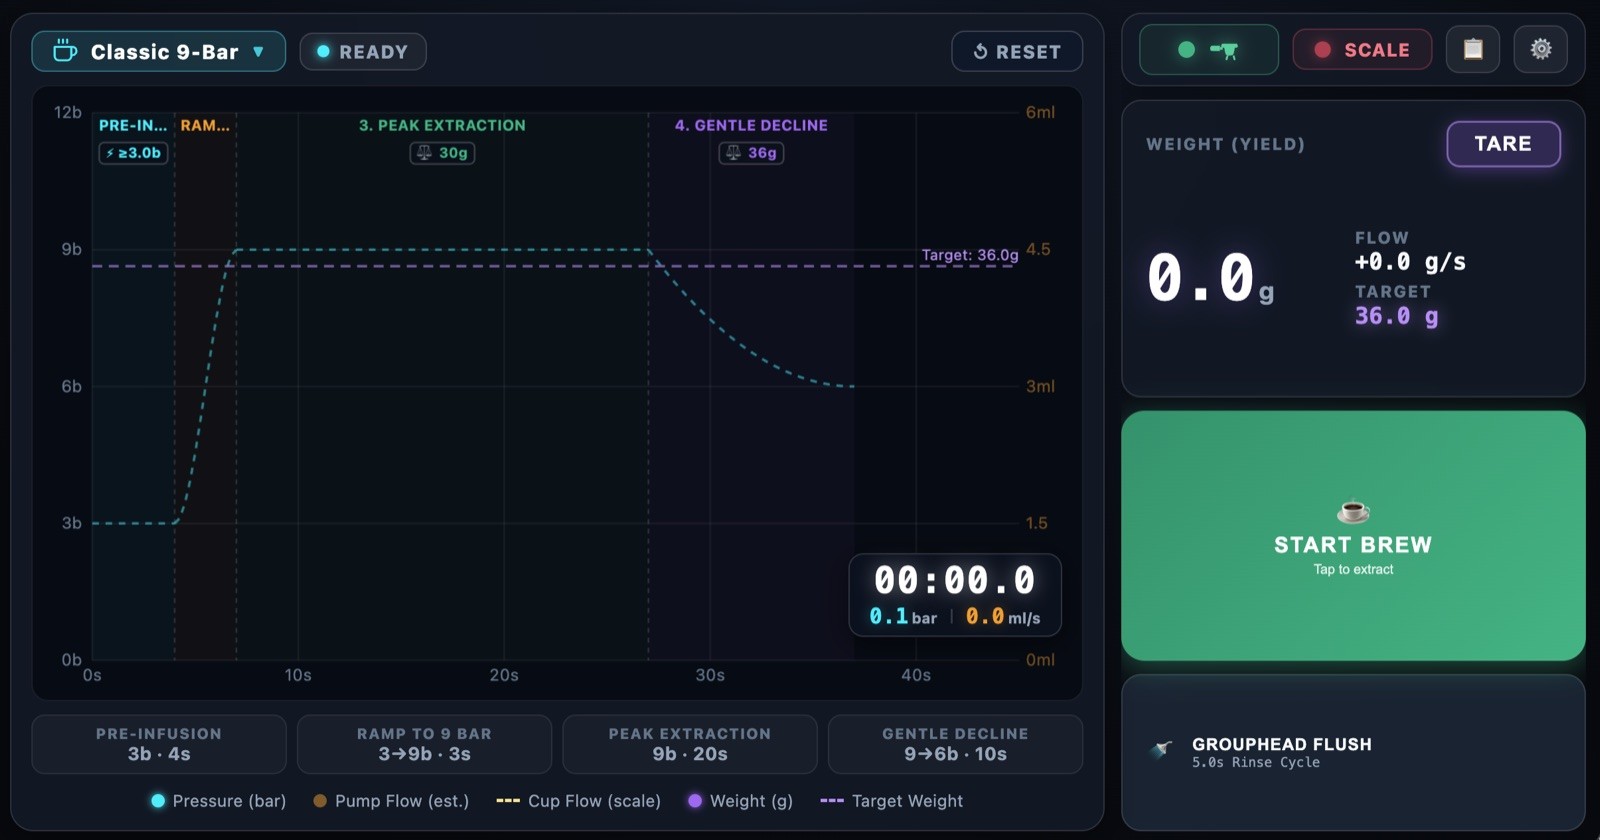 Classic 9-Bar ▼
READY
RESET
SCALE
12b
9b
6b
3b
0b
PRE-IN...
⚡ ≥3.0b
RAM...
3. PEAK EXTRACTION
30g
4. GENTLE DECLINE
36g
Target: 36.0g
6ml
4.5
3ml
1.5
0ml
00:00.0
0.1 bar | 0.0 ml/s
0s
10s
20s
30s
40s
PRE-INFUSION
3b · 4s
RAMP TO 9 BAR
3→9b · 3s
PEAK EXTRACTION
9b · 20s
GENTLE DECLINE
9→6b · 10s
Pressure (bar)
Pump Flow (est.)
Cup Flow (scale)
Weight (g)
Target Weight
WEIGHT (YIELD)
TARE
0.0g
FLOW
+0.0 g/s
TARGET
36.0 g
START BREW
Tap to extract
GROUPHEAD FLUSH
5.0s Rinse Cycle